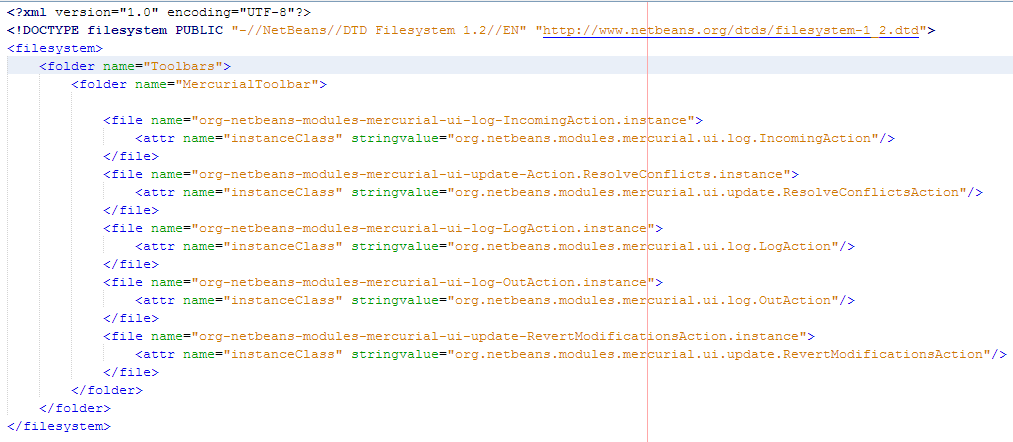 <?xml version="1.0" encoding="UTF-8"?>
<!DOCTYPE filesystem PUBLIC "-//NetBeans//DTD Filesystem 1.2//EN" "http://www.netbeans.org/dtds/filesystem-1_2.dtd">
<filesystem>
<folder name="Toolbars">
<folder name="MercurialToolbar">
<file name="org-netbeans-modules-mercurial-ui-log-IncomingAction.instance">
<attr name="instanceClass" stringvalue="org.netbeans.modules.mercurial.ui.log.IncomingAction"/>
</file>
<file name="org-netbeans-modules-mercurial-ui-update-Action.ResolveConflicts.instance">
<attr name="instanceClass" stringvalue="org.netbeans.modules.mercurial.ui.update.ResolveConflictsAction"/>
</file>
<file name="org-netbeans-modules-mercurial-ui-log-LogAction.instance">
<attr name="instanceClass" stringvalue="org.netbeans.modules.mercurial.ui.log.LogAction"/>
</file>
<file name="org-netbeans-modules-mercurial-ui-log-OutAction.instance">
<attr name="instanceClass" stringvalue="org.netbeans.modules.mercurial.ui.log.OutAction"/>
</file>
<file name="org-netbeans-modules-mercurial-ui-update-RevertModificationsAction.instance">
<attr name="instanceClass" stringvalue="org.netbeans.modules.mercurial.ui.update.RevertModificationsAction"/>
</file>
</folder>
</folder>
</filesystem>